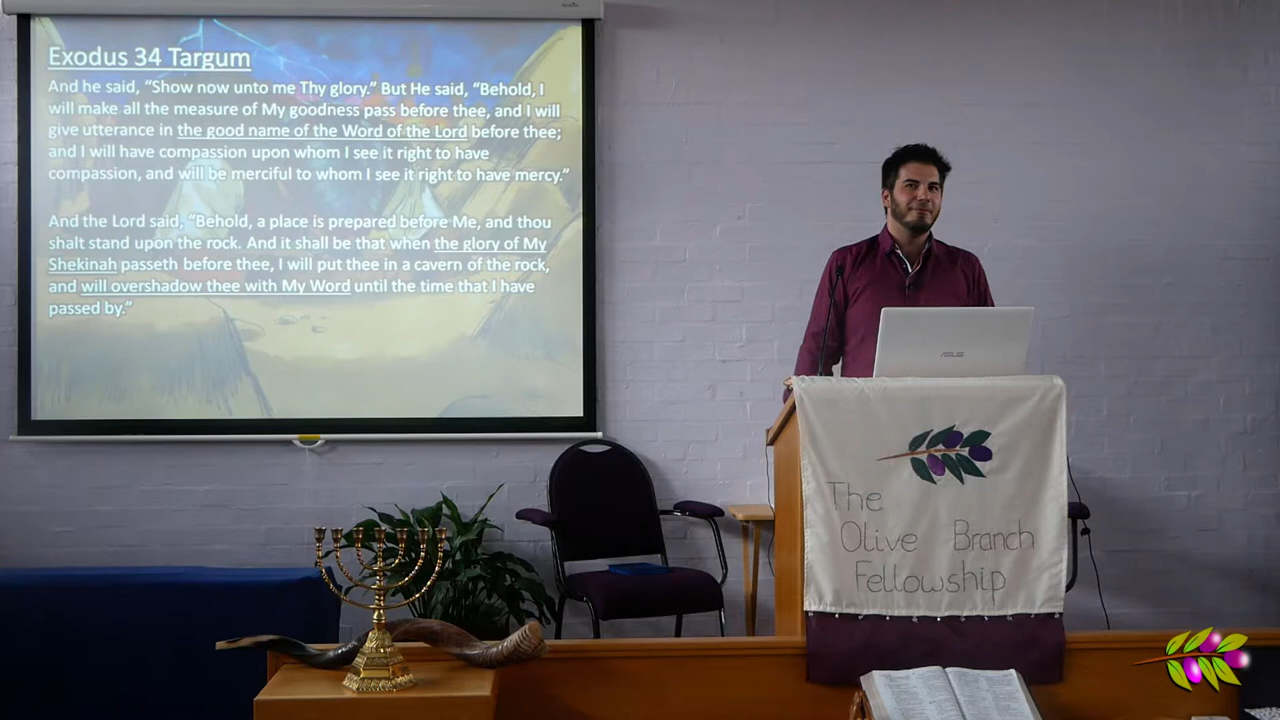 Exodus 34 Targum
And he said, “Show now unto me Thy glory.” But He said, “Behold, I
will make all the measure of My goodness pass before thee, and I will
give utterance in the good name of the Word of the Lord before thee;
and I will have compassion upon whom I see it right to have
compassion, and will be merciful to whom I see it right to have mercy.”
And the Lord said, “Behold, a place is prepared before Me, and thou
shalt stand upon the rock. And it shall be that when the glory of My
Shekinah passeth before thee, I will put thee in a cavern of the rock,
and will overshadow thee with My Word until the time that I have
passed by.”
ASUS
The
Olive Branch
Fellowship